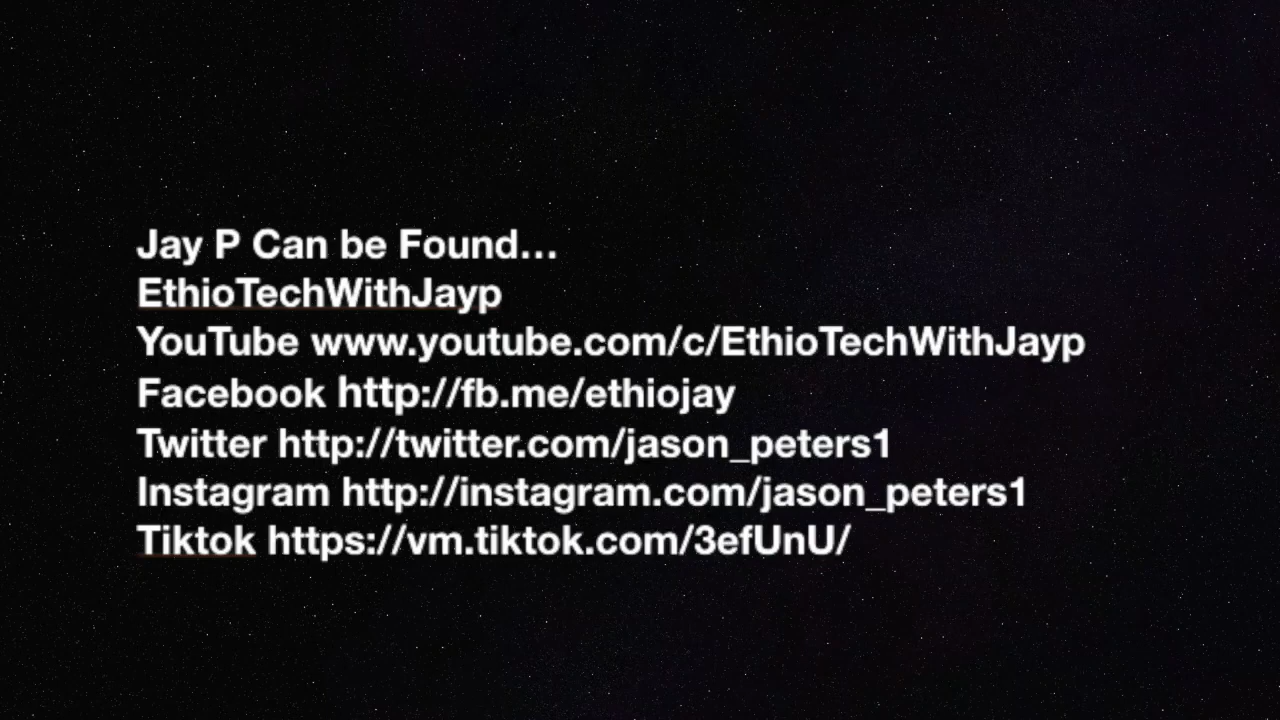 Jay P Can be Found...
EthioTechWithJayp
YouTube www.youtube.com/c/EthioTechWithJayp
Facebook http://fb.me/ethiojay
Twitter http://twitter.com/jason_peters1
Instagram http://instagram.com/jason_peters1
Tiktok https://vm.tiktok.com/3efUnU/